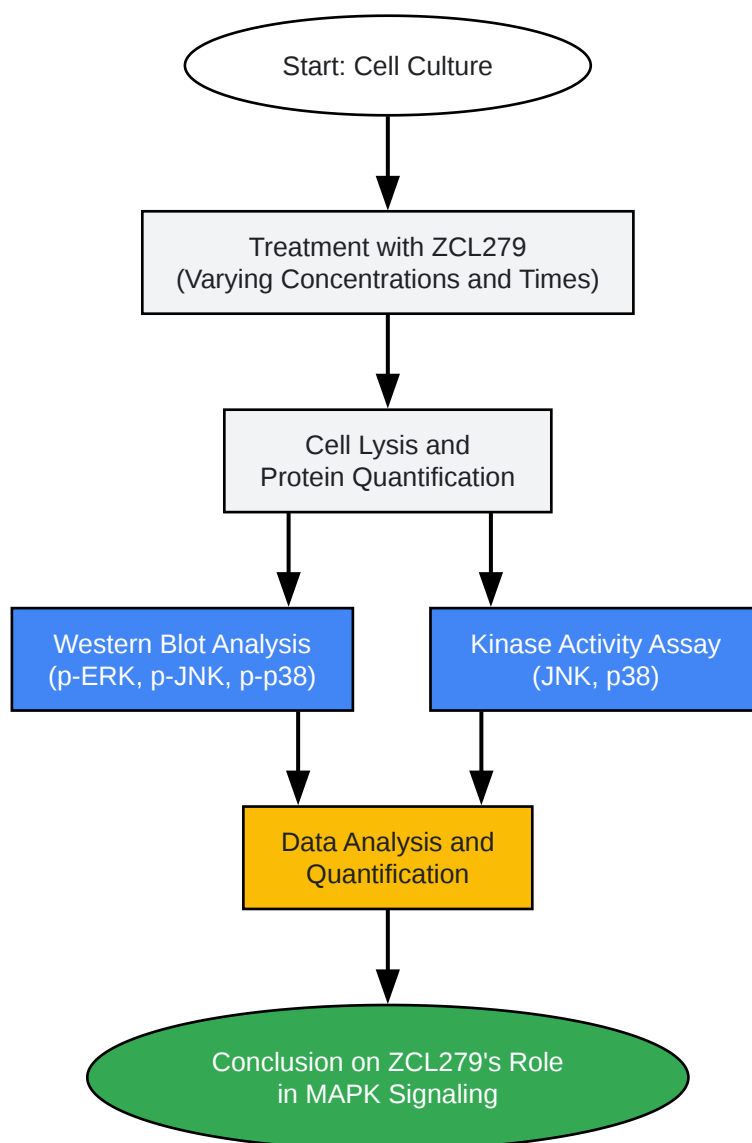 Start: Cell Culture
Treatment with ZCL279
(Varying Concentrations and Times)
Cell Lysis and
Protein Quantification
Western Blot Analysis
(p-ERK, p-JNK, p-p38)
Kinase Activity Assay
(JNK, p38)
Data Analysis and
Quantification
Conclusion on ZCL279's Role
in MAPK Signaling